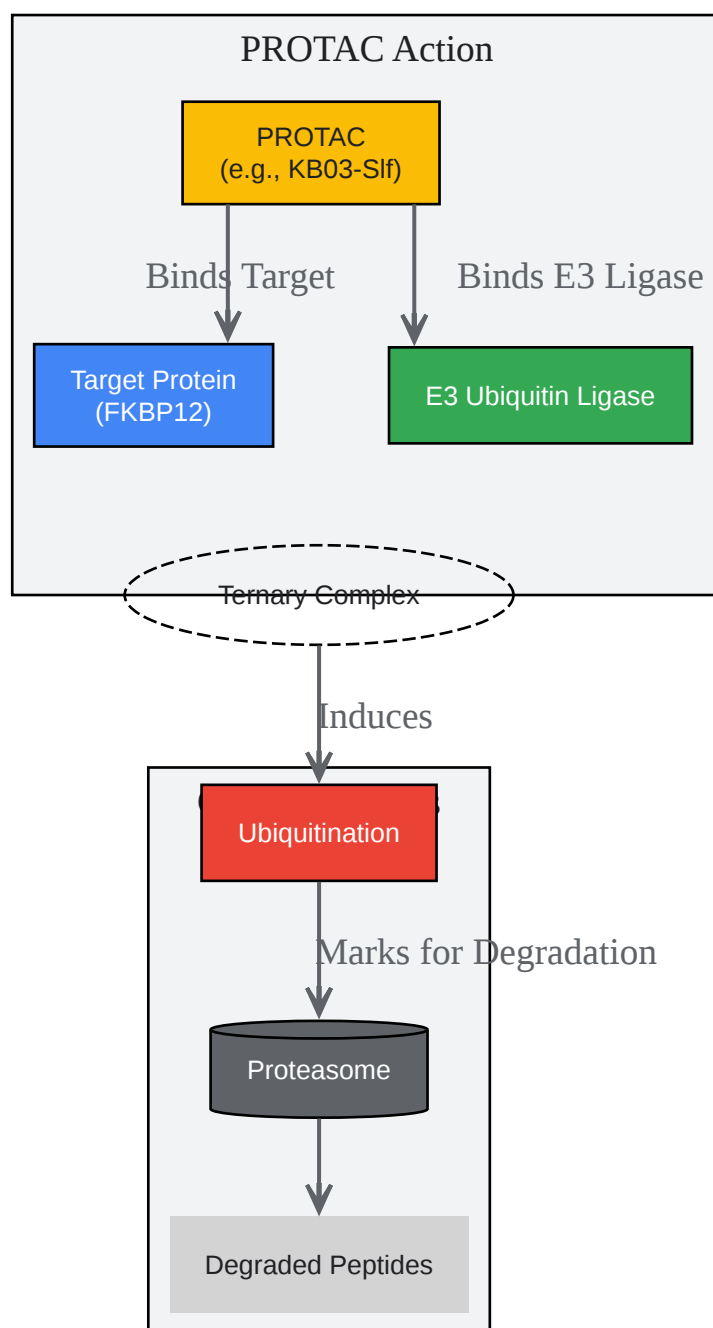 PROTAC Action
PROTAC
(e.g., KB03-Slf)
Binds Target
Binds E3 Ligase
Target Protein
(FKBP12)
E3 Ubiquitin Ligase
Ternary Complex
Induces
Ubiquitination
Marks for Degradation
Proteasome
Degraded Peptides